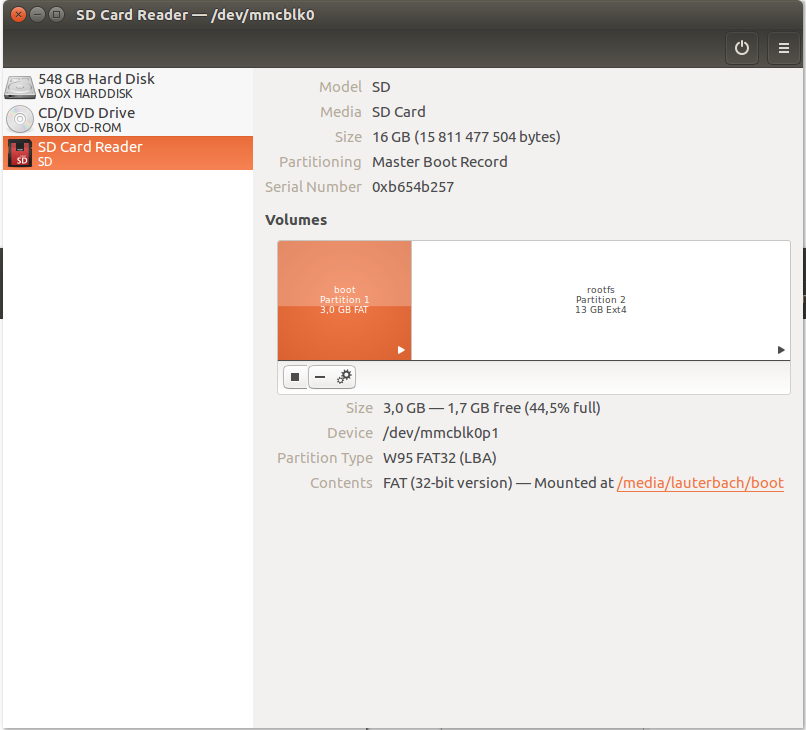 SD Card Reader — /dev/mmcblk0
548 GB Hard Disk
VBOX HARDDISK
CD/DVD Drive
VBOX CD-ROM
SD Card Reader
SD
SD
Model SD
Media SD Card
Size 16 GB (15 811 477 504 bytes)
Partitioning Master Boot Record
Serial Number 0xb654b257
Volumes
boot
Partition 1
3,0 GB FAT
rootfs
Partition 2
13 GB Ext4
Size 3,0 GB — 1,7 GB free (44,5% full)
Device /dev/mmcblk0p1
Partition Type W95 FAT32 (LBA)
Contents FAT (32-bit version) — Mounted at /media/lauterbach/boot